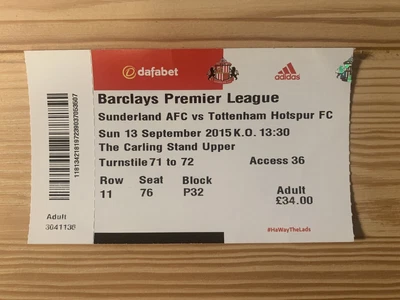 dafabet
adidas
Barclays Premier League
Sunderland AFC vs Tottenham Hotspur FC
Sun 13 September 2015 K.O. 13:30
The Carling Stand Upper
Turnstile 71 to 72 Access 36
Row Seat Block Adult
11 76 P32 £34.00
#HaWayTheLads
Adult
3641136